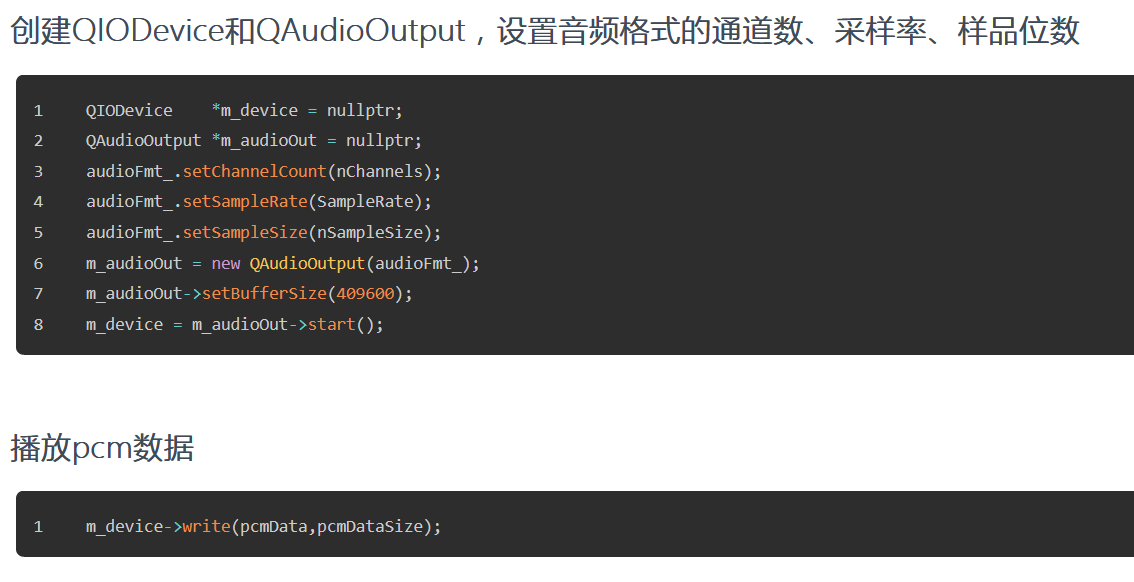 创建QIODevice和QAudioOutput，设置音频格式的通道数、采样率、样品位数
1 QIODevice    *m_device = nullptr;
2 QAudioOutput *m_audioOut = nullptr;
3 audioFmt_.setChannelCount(nChannels);
4 audioFmt_.setSampleRate(SampleRate);
5 audioFmt_.setSampleSize(nSampleSize);
6 m_audioOut = new QAudioOutput(audioFmt_);
7 m_audioOut->setBufferSize(409600);
8 m_device = m_audioOut->start();
播放pcm数据
1 m_device->write(pcmData,pcmDataSize);